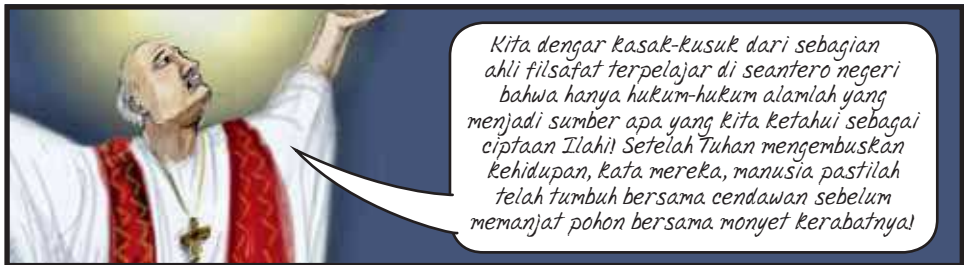 Kita dengar kasak-kusuk dari sebagian
ahli filsafat terpelajar di seantero negeri
bahwa hanya hukum-hukum alamlah yang
menjadi sumber apa yang kita ketahui sebagai
ciptaan Ilahi! Setelah Tuhan mengembuskan
kehidupan, kata mereka, manusia pastilah
telah tumbuh bersama cendawan sebelum
memanjat pohon bersama monyet kerabatnya!